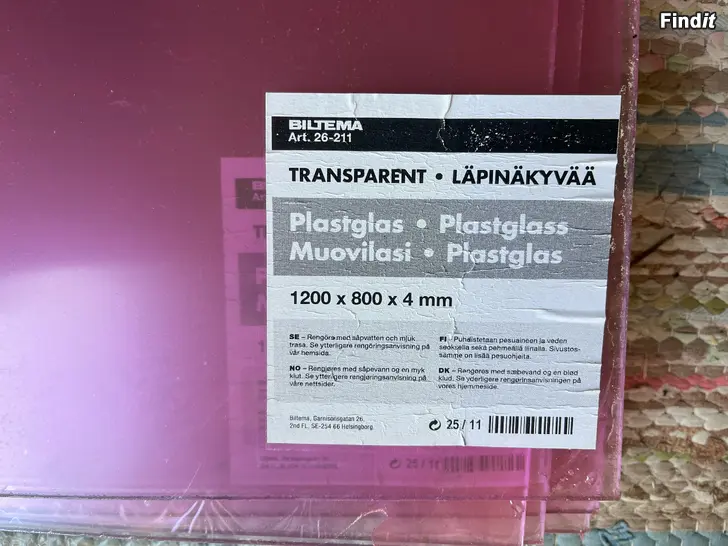 Findit
BILTEMA
Art. 26-211
TRANSPARENT • LÄPINÄKYVÄÄ
Plastglas • Plastglass
Muovilasi • Plastglas
1200 x 800 x 4 mm
SE – Rengöres med såpvatten och mjuk
trasa. Se ytterligare rengöringsanvisning på
vår hemsida.
NO – Rengjøres med såpevann og en myk
klut. Se ytterligere rengjøringsanvisning på
våre nettsider.
FI – Puhdistetaan pesuaineen ja veden
seoksella sekä pehmeällä liinalla. Sivustos-
samme on lisää pesuohjeita.
DK – Rengøres med sæbevand og en blød
klud. Se yderligere rengøringsanvisningen på
vores hjemmeside.
Biltema, Garnisonsgatan 26,
2nd FL, SE-254 66 Helsingborg.
25 / 11